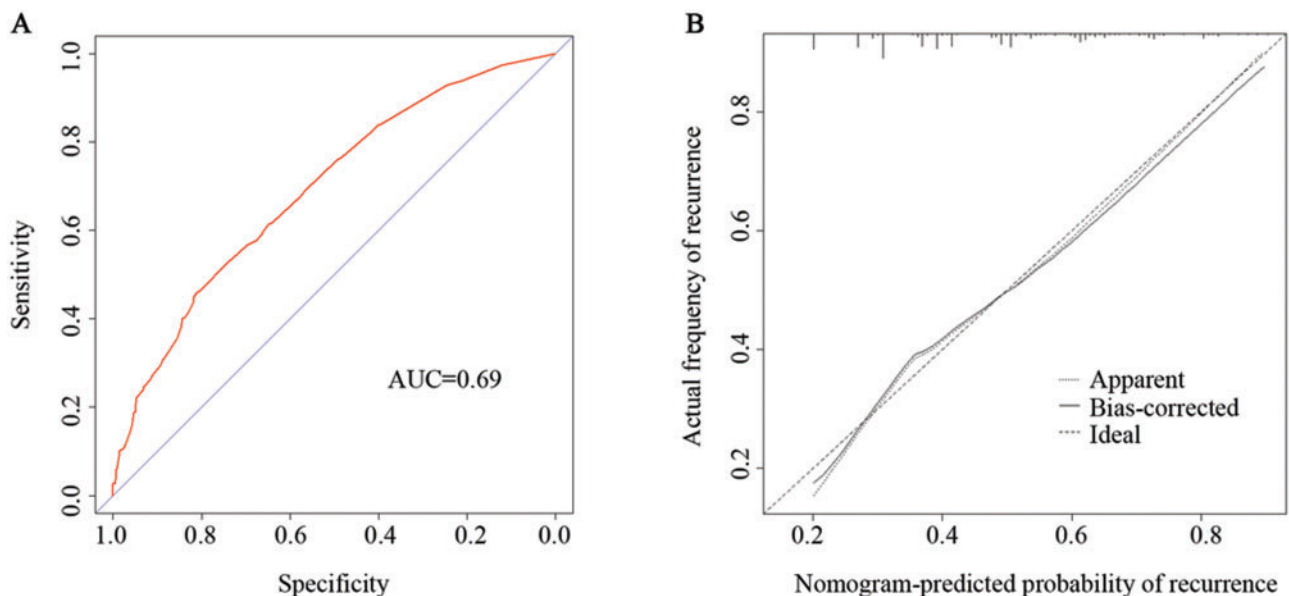 A
1.0
0.8
0.6
0.4
0.2
0.0
Sensitivity
AUC=0.69
1.0 0.8 0.6 0.4 0.2 0.0
Specificity
B
0.8
0.6
0.4
0.2
Actual frequency of recurrence
Apparent
Bias-corrected
Ideal
0.2 0.4 0.6 0.8
Nomogram-predicted probability of recurrence